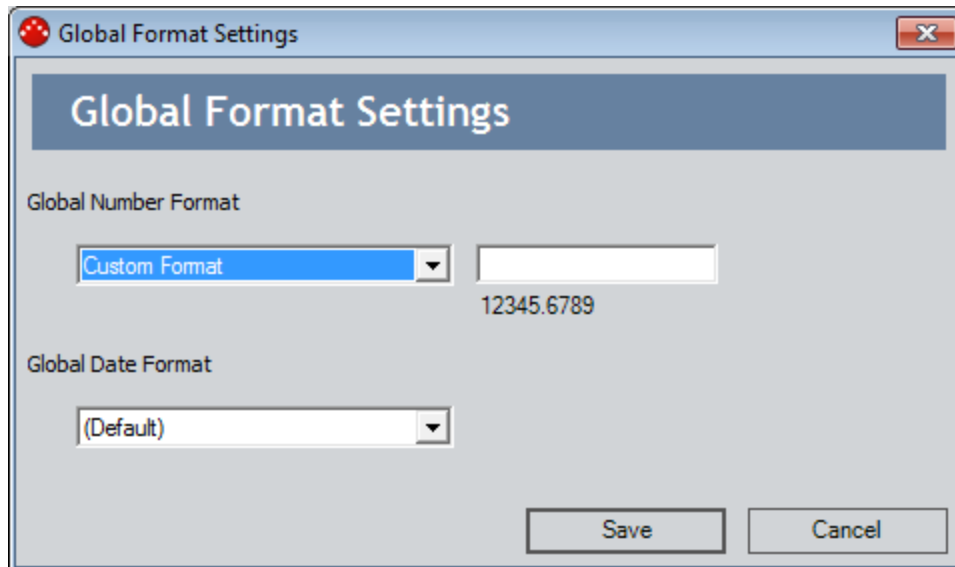 Global Format Settings
Global Format Settings
Global Number Format
Custom Format
12345.6789
Global Date Format
(Default)
Save Cancel